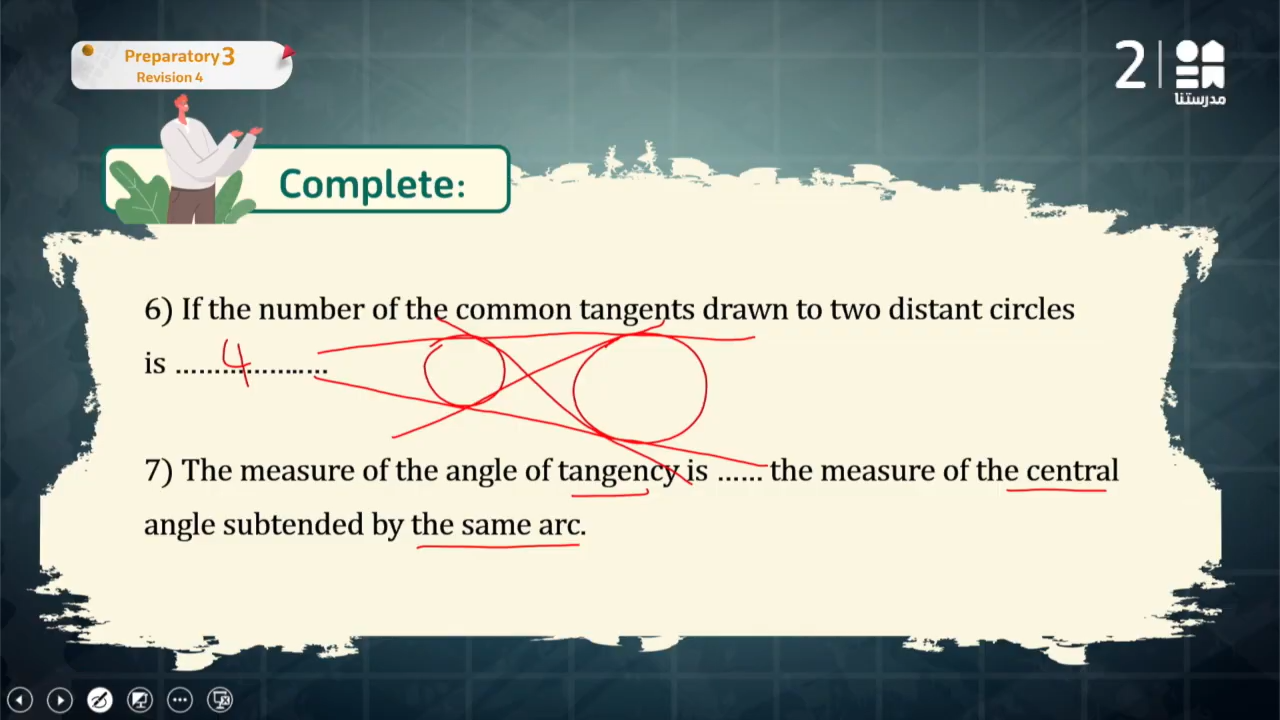 Preparatory 3
Revision 4
2
مدرستنا
Complete:
6) If the number of the common tangents drawn to two distant circles
is ......4............
7) The measure of the angle of tangency is ...... the measure of the central
angle subtended by the same arc.